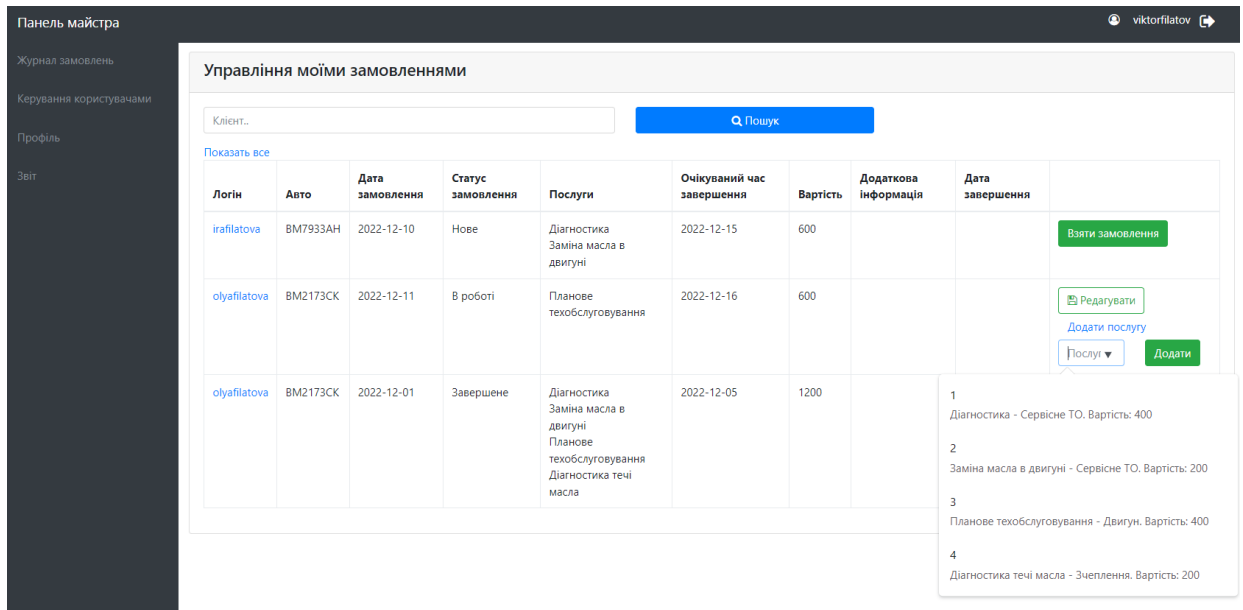 Панель майстра
viktorfilatov
Журнал замовлень
Керування користувачами
Профіль
Звіт
Управління моїми замовленнями
Клієнт..
Пошук
Показать все
Логін Авто Дата замовлення Статус замовлення Послуги Очікуваний час завершення Вартість Додаткова інформація Дата завершення
irafilatova BM7933AH 2022-12-10 Нове Діагностика 2022-12-15 600 Взяти замовлення
Заміна масла в
двигуні
olyafilatova BM2173CK 2022-12-11 В роботі Планове 2022-12-16 600 Редагувати
техобслуговування
Додати послугу
Послуг Додати
olyafilatova BM2173CK 2022-12-01 Завершене Діагностика 2022-12-05 1200
Заміна масла в
двигуні
Планове
техобслуговування
Діагностика течі
масла
1
Діагностика - Сервісне ТО. Вартість: 400
2
Заміна масла в двигуні - Сервісне ТО. Вартість: 200
3
Планове техобслуговування - Двигун. Вартість: 400
4
Діагностика течі масла - Зчеплення. Вартість: 200